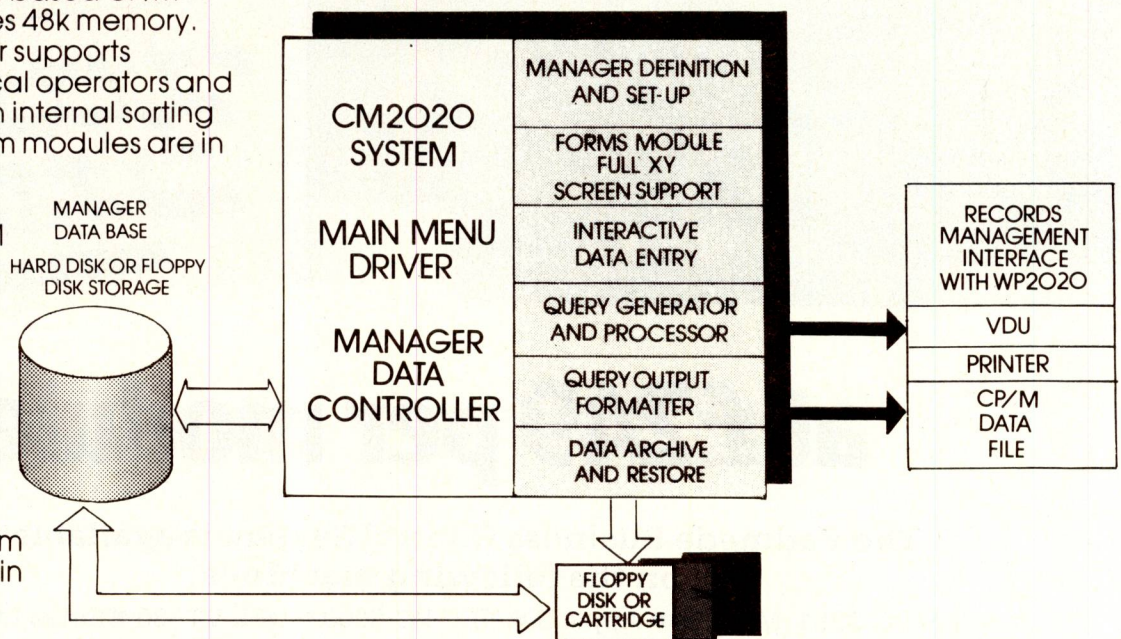 es 48k memory.
r supports
cal operators and
n internal sorting
m modules are in
MANAGER
DATA BASE
HARD DISK OR FLOPPY
DISK STORAGE
CM2020
SYSTEM
MAIN MENU
DRIVER
MANAGER
DATA
CONTROLLER
MANAGER DEFINITION
AND SET-UP
FORMS MODULE
FULL XY
SCREEN SUPPORT
INTERACTIVE
DATA ENTRY
QUERY GENERATOR
AND PROCESSOR
QUERY OUTPUT
FORMATTER
DATA ARCHIVE
AND RESTORE
RECORDS
MANAGEMENT
INTERFACE
WITH WP2020
VDU
PRINTER
CP/M
DATA
FILE
m
in
FLOPPY
DISK OR
CARTRIDGE